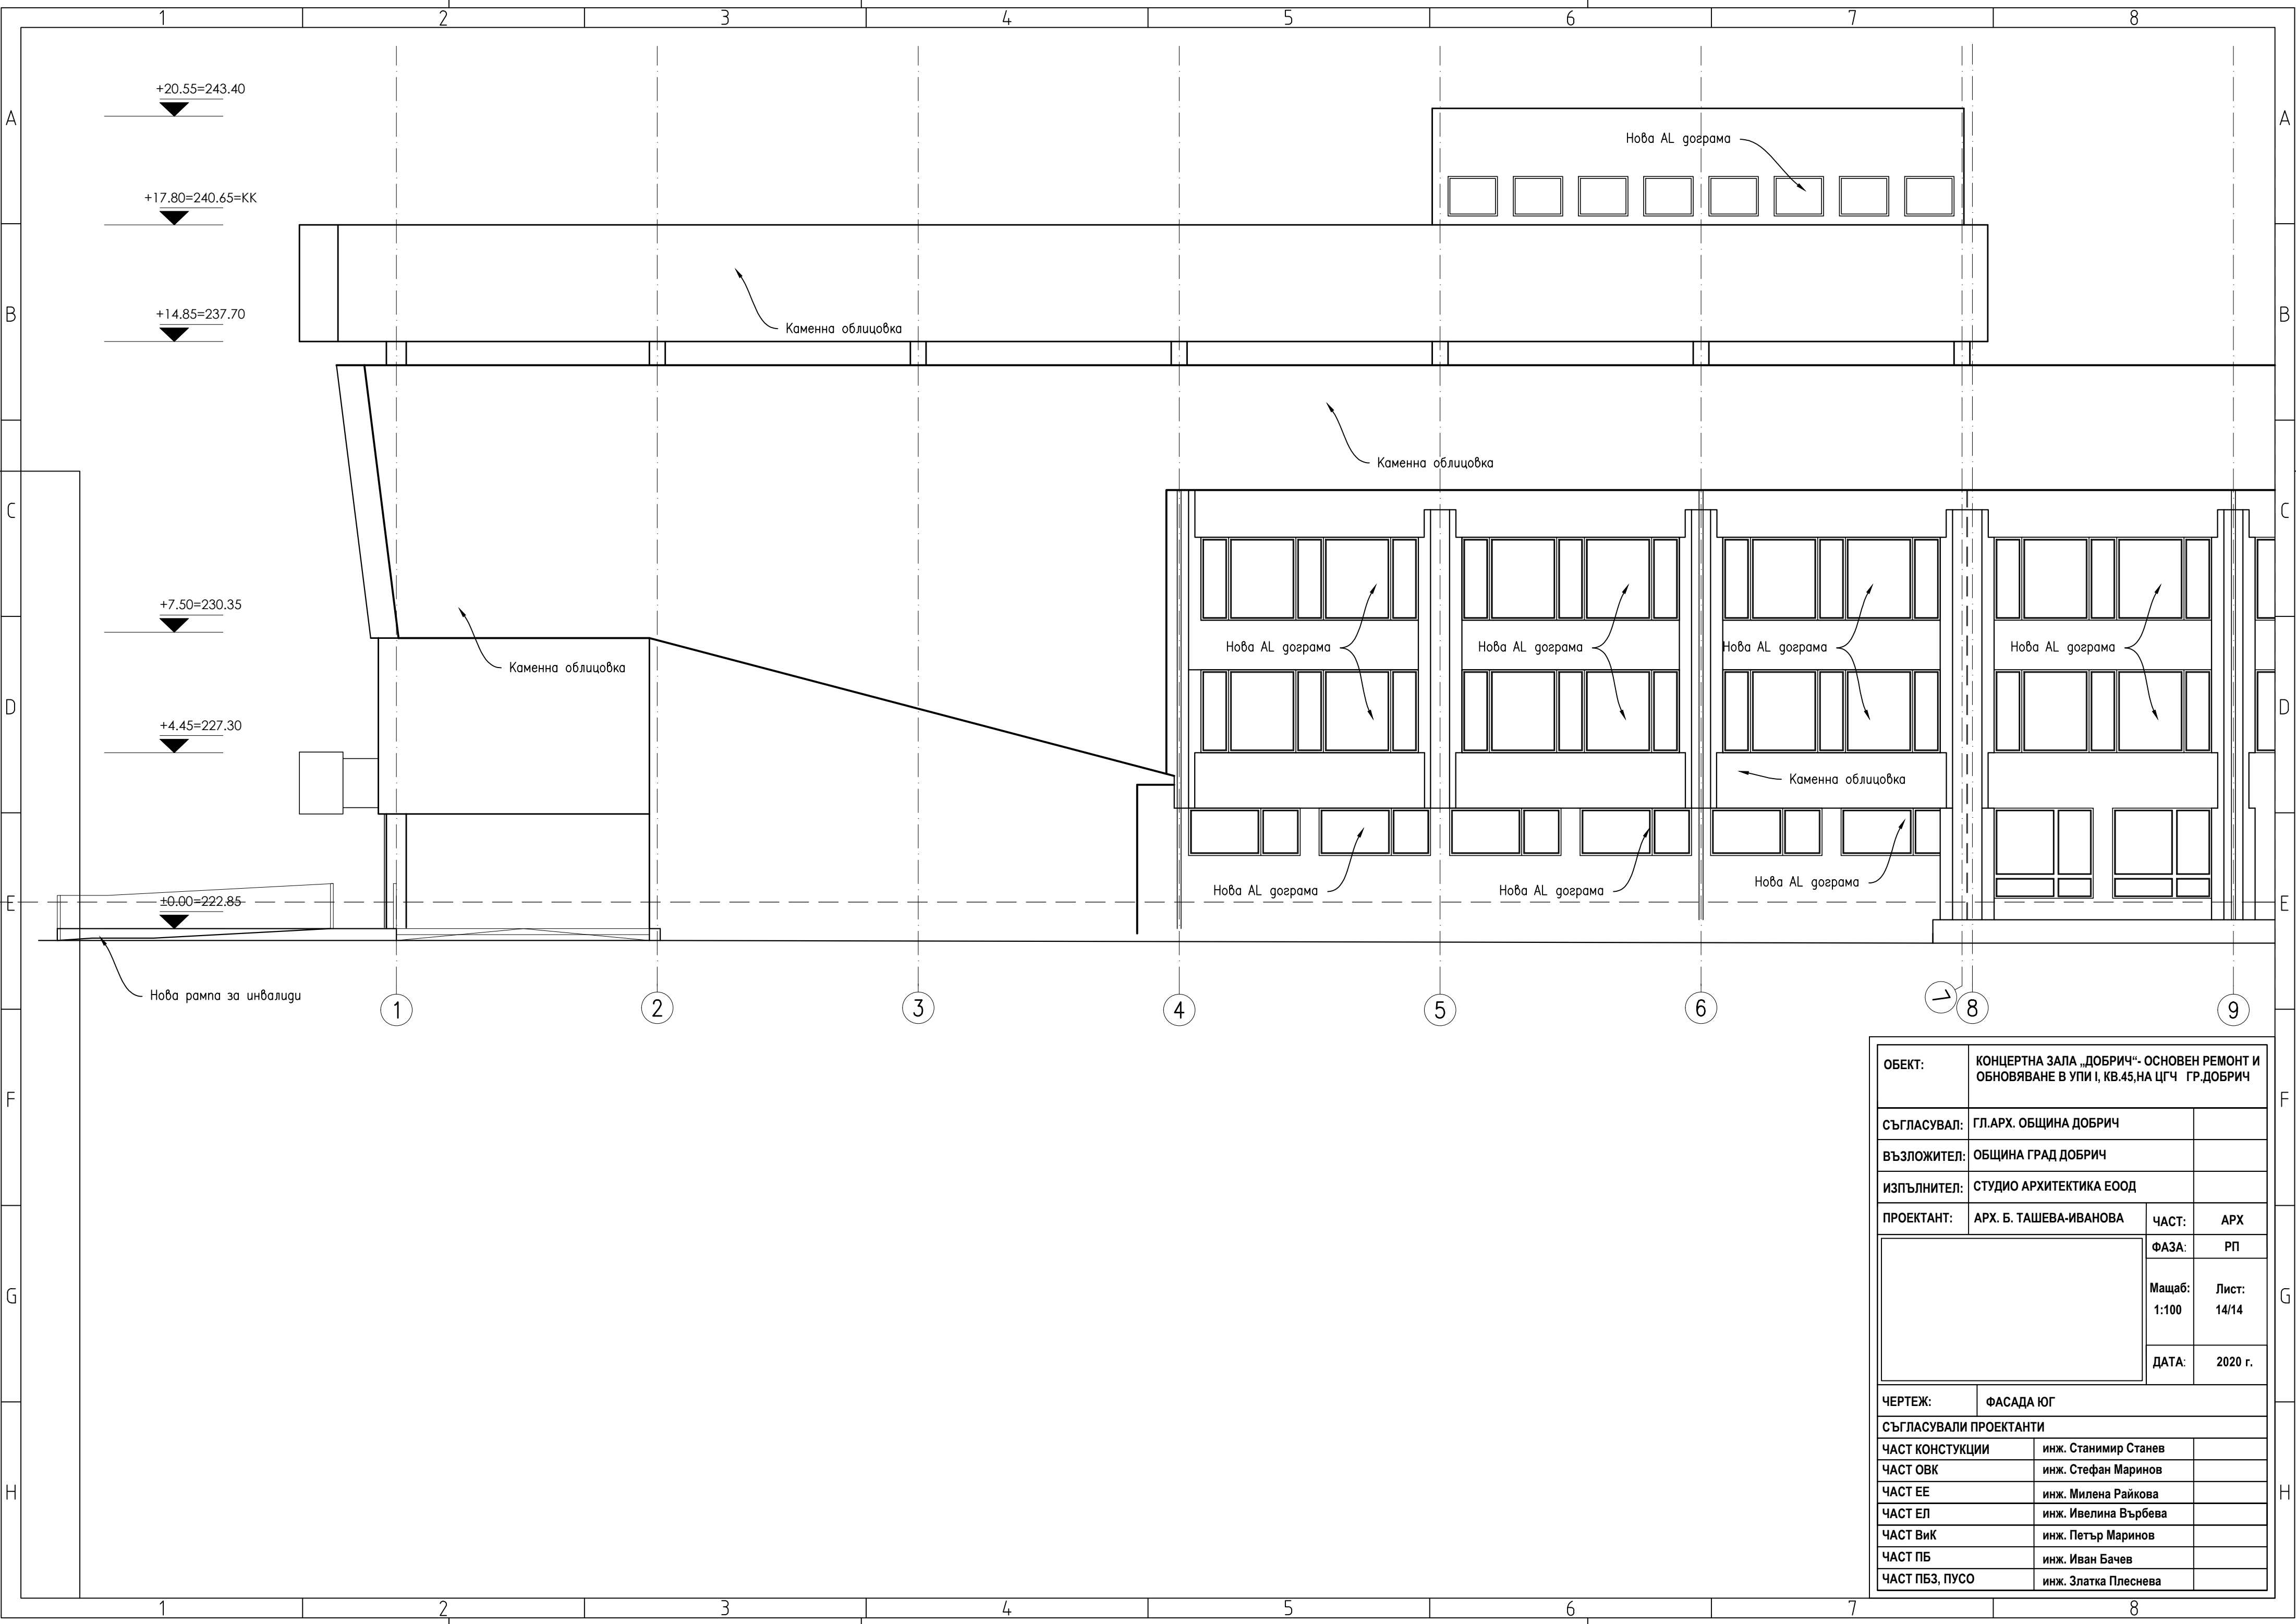 1 2 3 4 5 6 7 8
A A
+20.55=243.40
Нова AL дограма
+17.80=240.65=КК
B B
+14.85=237.70
Каменна облицовка
Каменна облицовка
C C
+7.50=230.35
Каменна облицовка
Нова AL дограма
Нова AL дограма
Нова AL дограма
Нова AL дограма
D D
+4.45=227.30
Каменна облицовка
Нова AL дограма
Нова AL дограма
Нова AL дограма
E E
±0.00=222.85
Нова рампа за инвалиди
1 2 3 4 5 6 7 8 9
F F
ОБЕКТ: КОНЦЕРТНА ЗАЛА „ДОБРИЧ“- ОСНОВЕН РЕМОНТ И
ОБНОВЯВАНЕ В УПИ I, КВ.45,НА ЦГЧ ГР.ДОБРИЧ
СЪГЛАСУВАЛ: ГЛ.АРХ. ОБЩИНА ДОБРИЧ
ВЪЗЛОЖИТЕЛ: ОБЩИНА ГРАД ДОБРИЧ
ИЗПЪЛНИТЕЛ: СТУДИО АРХИТЕКТИКА ЕООД
ПРОЕКТАНТ: АРХ. Б. ТАШЕВА-ИВАНОВА ЧАСТ: АРХ
ФАЗА: РП
G G
Мащаб: Лист:
1:100 14/14
ДАТА: 2020 г.
ЧЕРТЕЖ: ФАСАДА ЮГ
СЪГЛАСУВАЛИ ПРОЕКТАНТИ
ЧАСТ КОНСТУКЦИИ инж. Станимир Станев
ЧАСТ ОВК инж. Стефан Маринов
H H
ЧАСТ ЕЕ инж. Милена Райкова
ЧАСТ ЕЛ инж. Ивелина Върбева
ЧАСТ ВиК инж. Петър Маринов
ЧАСТ ПБ инж. Иван Бачев
ЧАСТ ПБЗ, ПУСО инж. Златка Плеснева
1 2 3 4 5 6 7 8